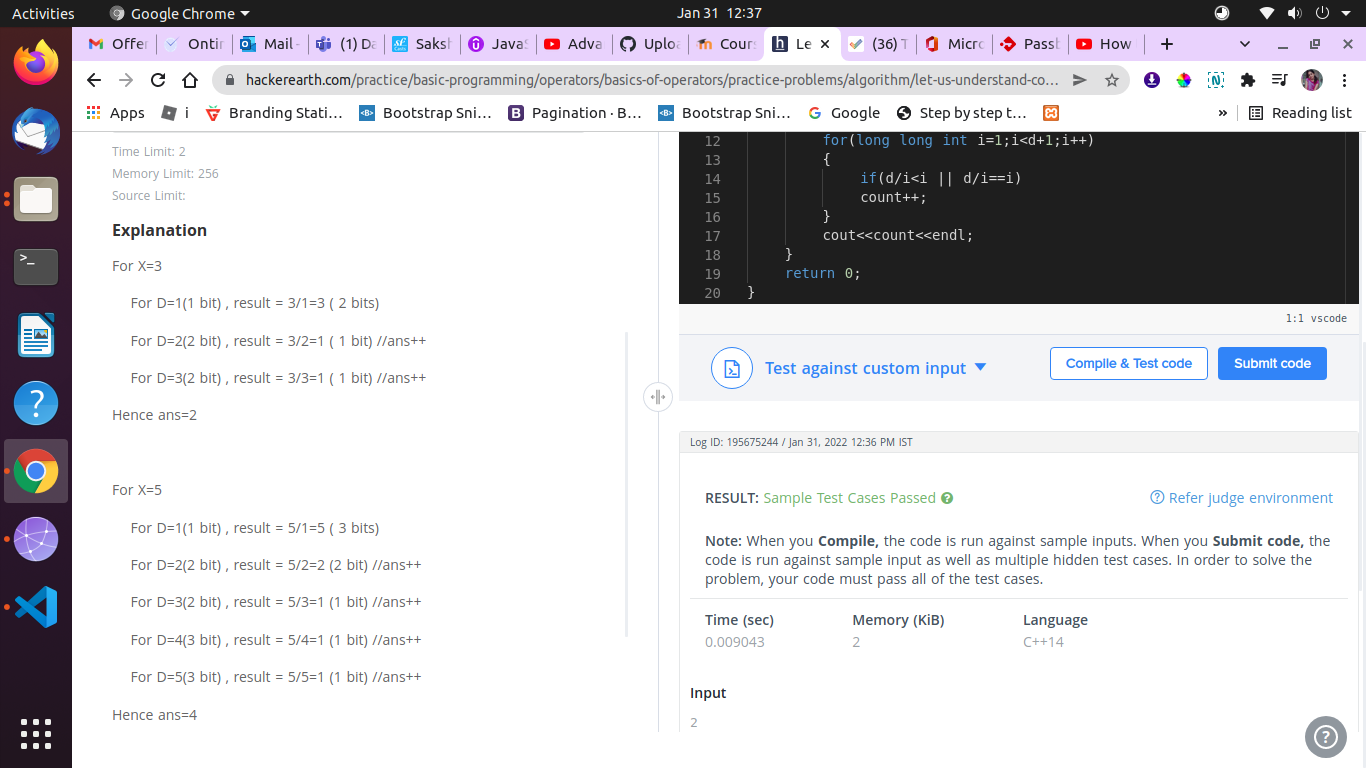 Activities
Google Chrome
Jan 31 12:37
Offer
Mail -
(1) Da
Saksh
JavaS
Adva
Uploa
Cours
Le
(36) T
Micro
Passb
How
hackerearth.com/practice/basic-programming/operators/basics-of-operators/practice-problems/algorithm/let-us-understand-co...
Apps
i
Branding Stati...
Bootstrap Sni...
Pagination · B...
Bootstrap Sni...
Google
Step by step t...
»
Reading list
Time Limit: 2
Memory Limit: 256
Source Limit:
Explanation
For X=3
For D=1(1 bit) , result = 3/1=3 ( 2 bits)
For D=2(2 bit) , result = 3/2=1 ( 1 bit) //ans++
For D=3(2 bit) , result = 3/3=1 ( 1 bit) //ans++
Hence ans=2
For X=5
For D=1(1 bit) , result = 5/1=5 ( 3 bits)
For D=2(2 bit) , result = 5/2=2 (2 bit) //ans++
For D=3(2 bit) , result = 5/3=1 (1 bit) //ans++
For D=4(3 bit) , result = 5/4=1 (1 bit) //ans++
For D=5(3 bit) , result = 5/5=1 (1 bit) //ans++
Hence ans=4
12 for(long long int i=1;i<d+1;i++)
13 {
14 if(d/i<i || d/i==i)
15 count++;
16 }
17 cout<<count<<endl;
18 }
19 return 0;
20 }
1:1 vscode
Test against custom input
Compile & Test code
Submit code
Log ID: 195675244 / Jan 31, 2022 12:36 PM IST
RESULT: Sample Test Cases Passed
Refer judge environment
Note: When you Compile, the code is run against sample inputs. When you Submit code, the
code is run against sample input as well as multiple hidden test cases. In order to solve the
problem, your code must pass all of the test cases.
Time (sec)
Memory (KiB)
Language
0.009043
2
C++14
Input
2